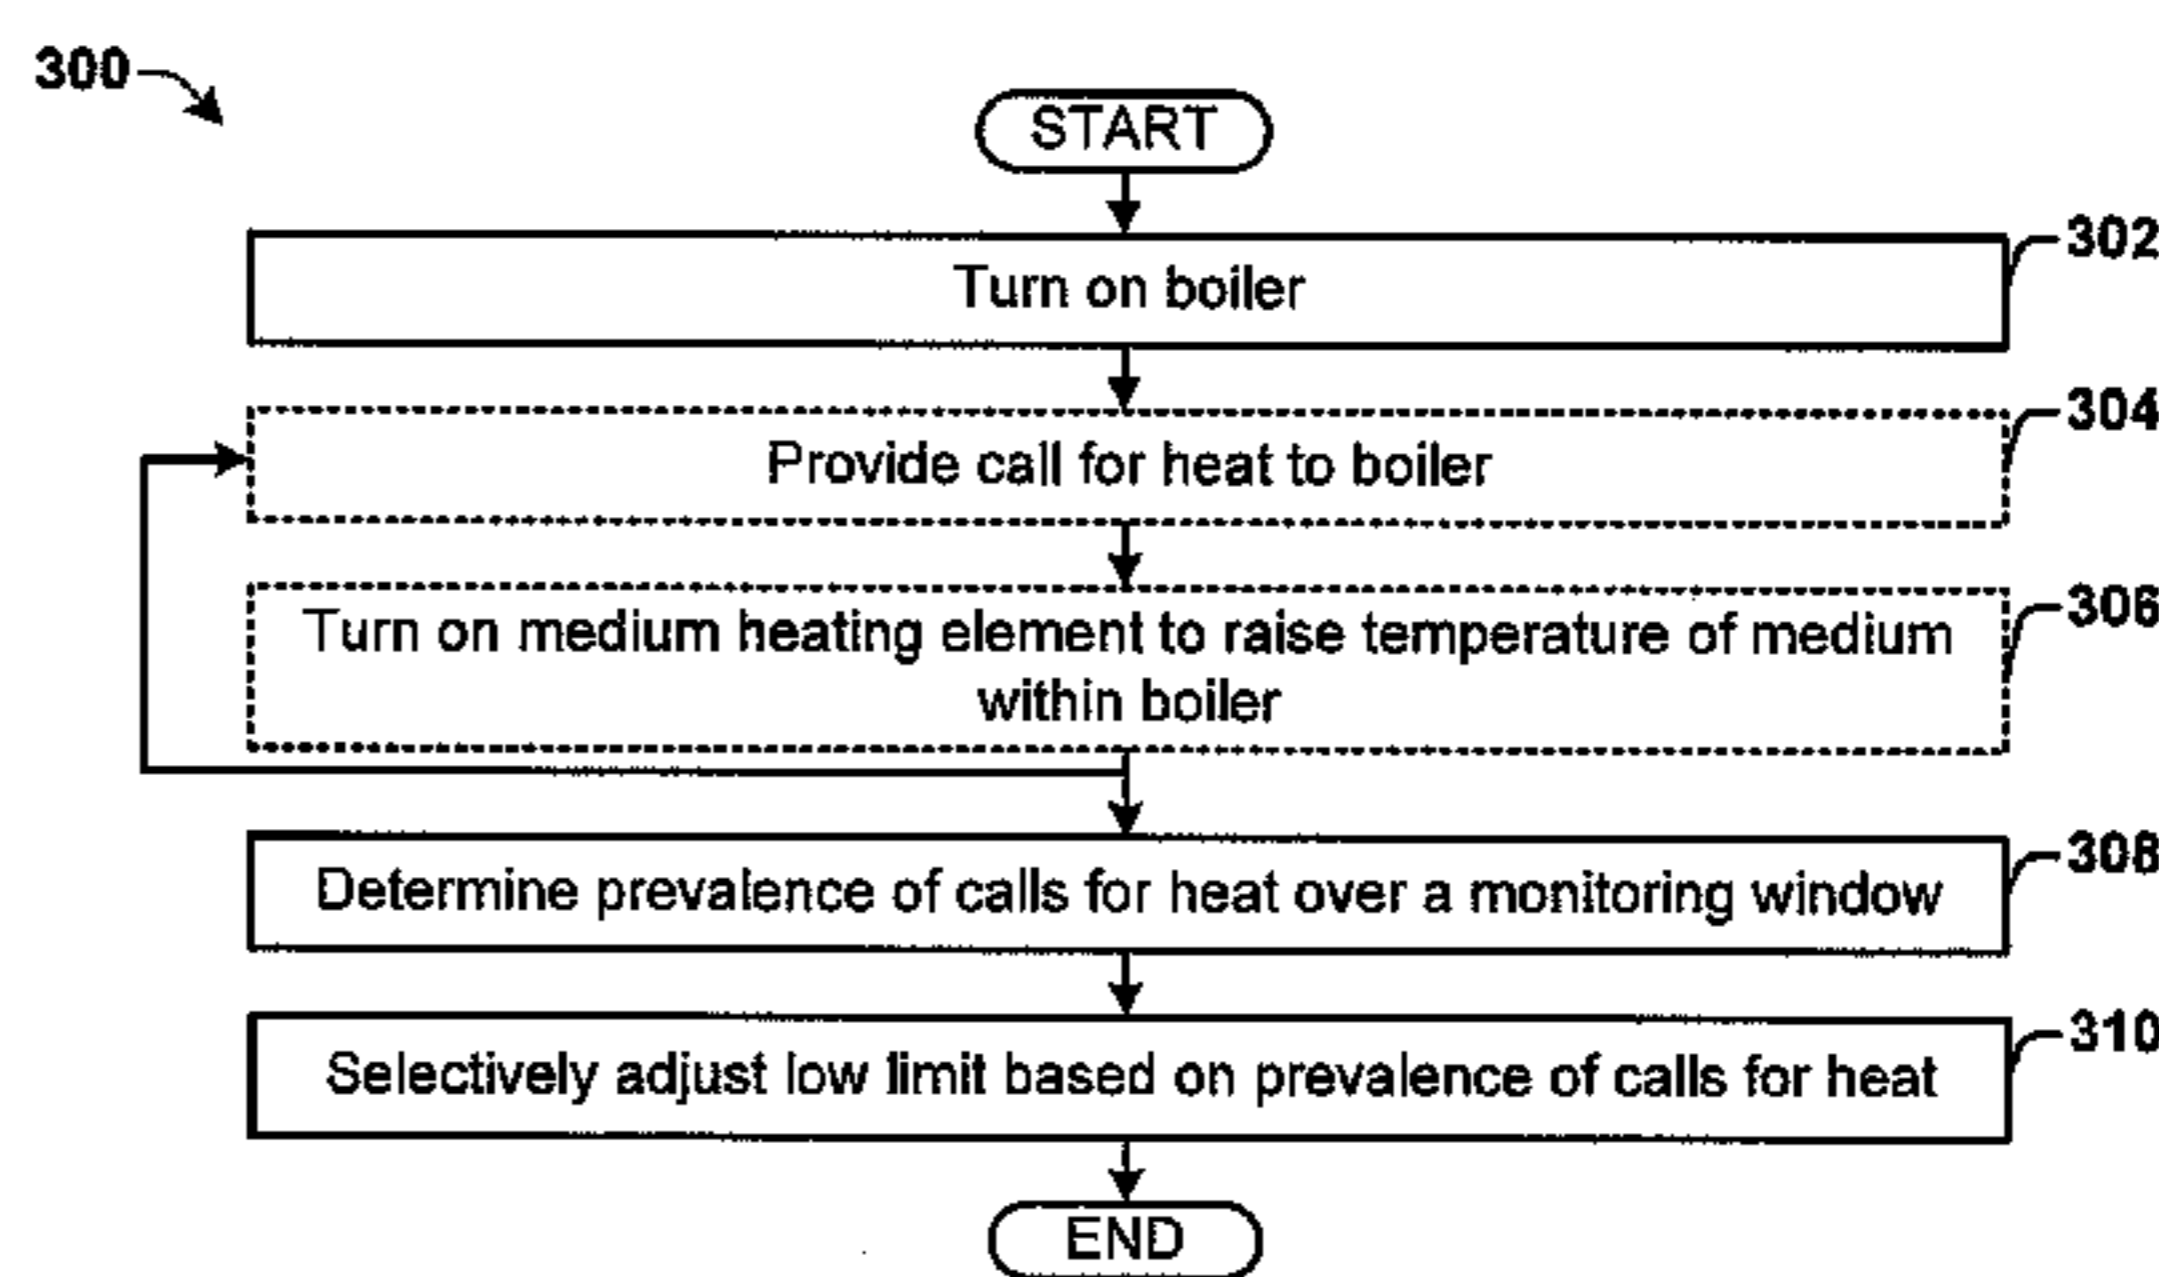 300
START
302
Turn on boiler
304
Provide call for heat to boiler
306
Turn on medium heating element to raise temperature of medium
within boiler
308
Determine prevalence of calls for heat over a monitoring window
310
Selectively adjust low limit based on prevalence of calls for heat
END